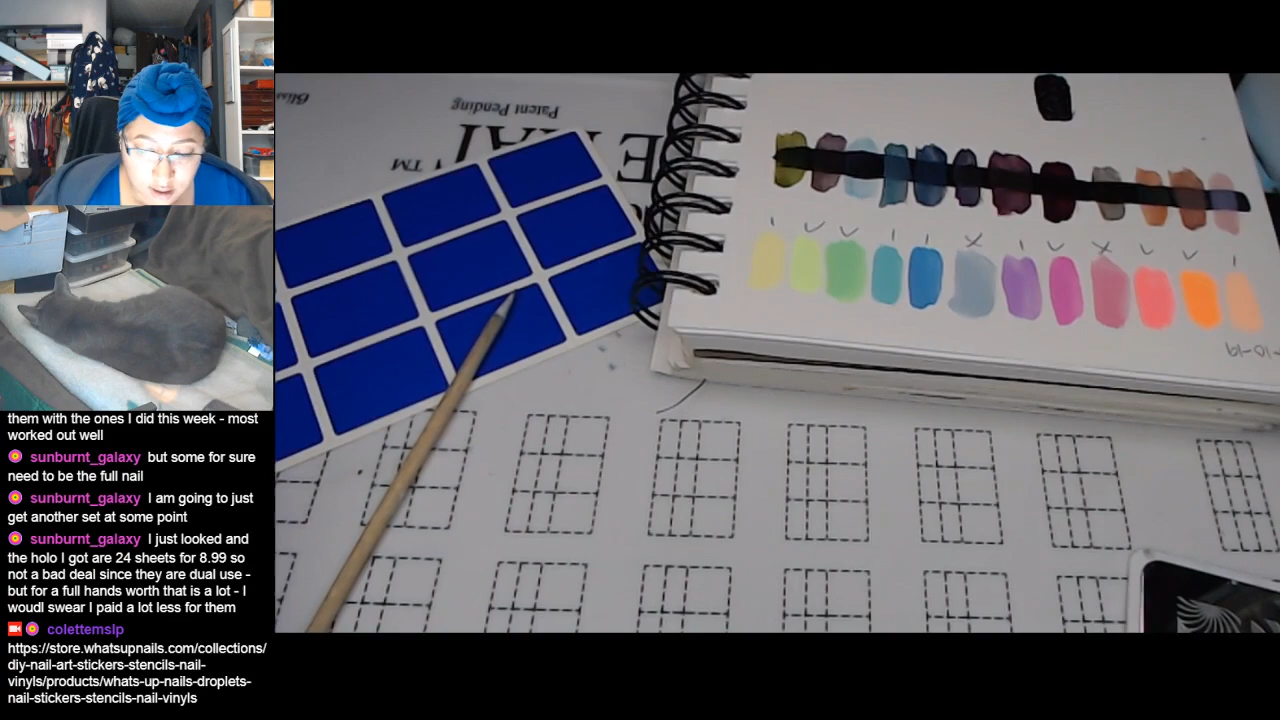 them with the ones I did this week - most
worked out well
sunburnt_galaxy but some for sure
need to be the full nail
sunburnt_galaxy I am going to just
get another set at some point
sunburnt_galaxy I just looked and
the holo I got are 24 sheets for 8.99 so
not a bad deal since they are dual use -
but for a full hands worth that is a lot - I
woudl swear I paid a lot less for them
colettemslp
https://store.whatsupnails.com/collections/
diy-nail-art-stickers-stencils-nail-
vinyls/products/whats-up-nails-droplets-
nail-stickers-stencils-nail-vinyls
Patent Pending
TM